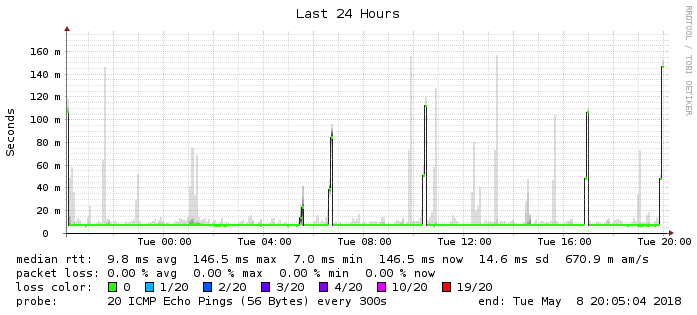 Last 24 Hours
RRDTOOL / TOBI OETIKER
Seconds
160 m
140 m
120 m
100 m
80 m
60 m
40 m
20 m
0
Tue 00:00 Tue 04:00 Tue 08:00 Tue 12:00 Tue 16:00 Tue 20:00
median rtt: 9.8 ms avg 146.5 ms max 7.0 ms min 146.5 ms now 14.6 ms sd 670.9 m am/s
packet loss: 0.00 % avg 0.00 % max 0.00 % min 0.00 % now
loss color: 0 1/20 2/20 3/20 4/20 10/20 19/20
probe: 20 ICMP Echo Pings (56 Bytes) every 300s end: Tue May 8 20:05:04 2018